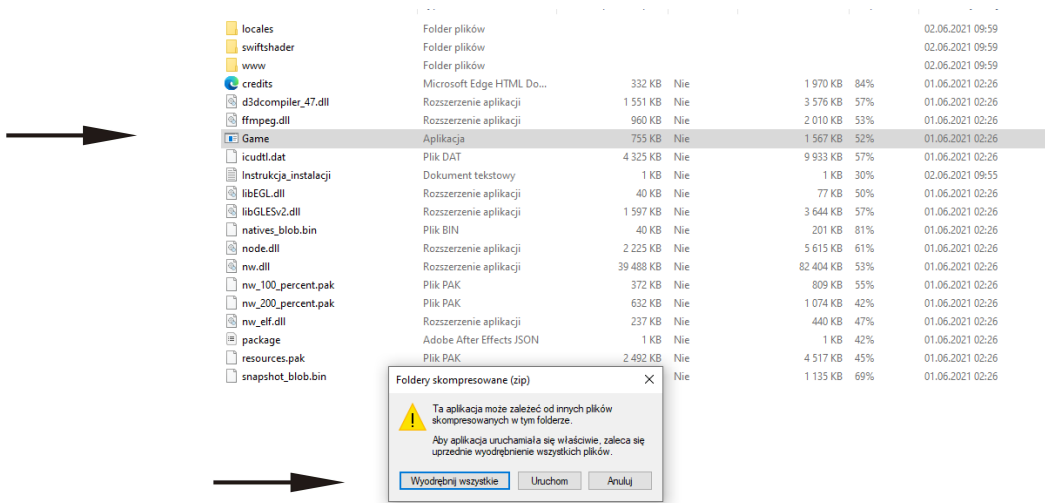 locales Folder plików 02.06.2021 09:59
swiftshader Folder plików 02.06.2021 09:59
www Folder plików 02.06.2021 09:59
credits Microsoft Edge HTML Do... 332 KB Nie 1 970 KB 84% 01.06.2021 02:26
d3dcompiler_47.dll Rozszerzenie aplikacji 1 551 KB Nie 3 576 KB 57% 01.06.2021 02:26
ffmpeg.dll Rozszerzenie aplikacji 960 KB Nie 2 010 KB 53% 01.06.2021 02:26
Game Aplikacja 755 KB Nie 1 567 KB 52% 01.06.2021 02:26
icudtl.dat Plik DAT 4 325 KB Nie 9 933 KB 57% 01.06.2021 02:26
Instrukcja_instalacji Dokument tekstowy 1 KB Nie 1 KB 30% 02.06.2021 09:55
libEGL.dll Rozszerzenie aplikacji 40 KB Nie 77 KB 50% 01.06.2021 02:26
libGLESv2.dll Rozszerzenie aplikacji 1 597 KB Nie 3 644 KB 57% 01.06.2021 02:26
natives_blob.bin Plik BIN 40 KB Nie 201 KB 81% 01.06.2021 02:26
node.dll Rozszerzenie aplikacji 2 225 KB Nie 5 615 KB 61% 01.06.2021 02:26
nw.dll Rozszerzenie aplikacji 39 488 KB Nie 82 404 KB 53% 01.06.2021 02:26
nw_100_percent.pak Plik PAK 372 KB Nie 809 KB 55% 01.06.2021 02:26
nw_200_percent.pak Plik PAK 632 KB Nie 1 074 KB 42% 01.06.2021 02:26
nw_elf.dll Rozszerzenie aplikacji 237 KB Nie 440 KB 47% 01.06.2021 02:26
package Adobe After Effects JSON 1 KB Nie 1 KB 42% 01.06.2021 02:26
resources.pak Plik PAK 2 492 KB Nie 4 517 KB 45% 01.06.2021 02:26
snapshot_blob.bin Nie 1 135 KB 69% 01.06.2021 02:26
Foldery skompresowane (zip)
Ta aplikacja może zależeć od innych plików
skompresowanych w tym folderze.
Aby aplikacja uruchamiała się właściwie, zaleca się
uprzednie wyodrębnienie wszystkich plików.
Wyodrębnij wszystkie Uruchom Anuluj